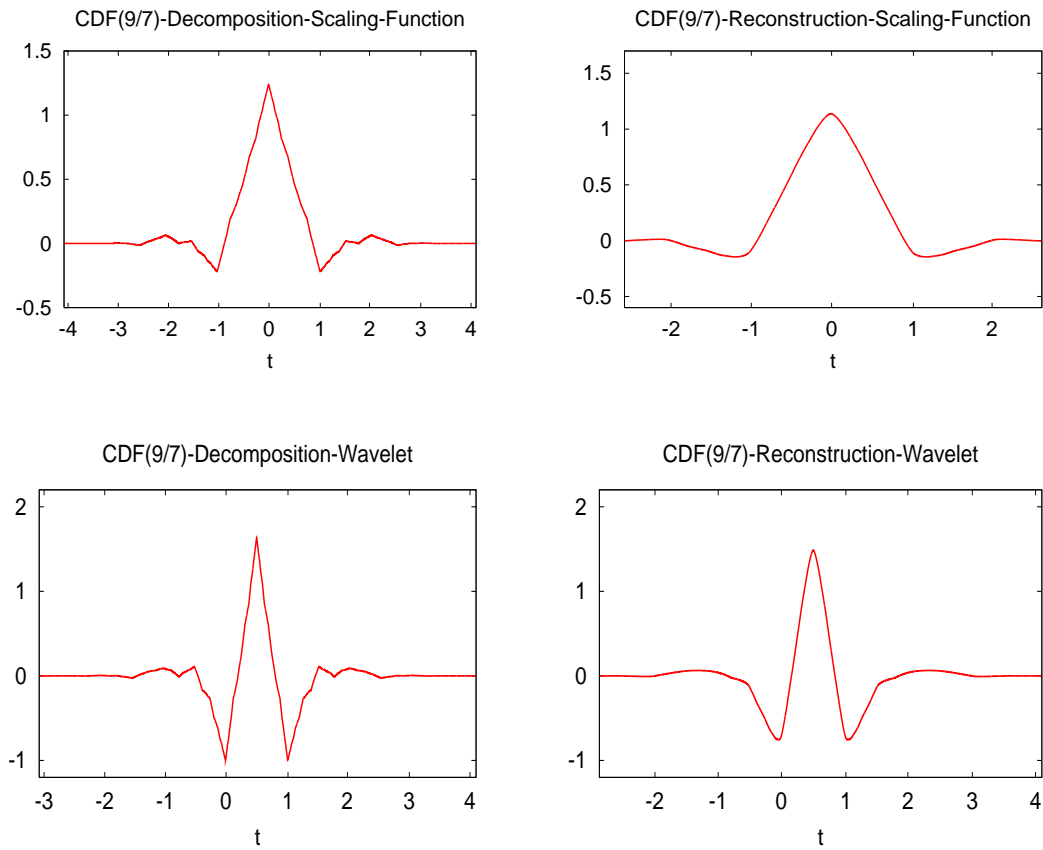 CDF(9/7)-Decomposition-Scaling-Function
1.5
1
0.5
0
-0.5
-4 -3 -2 -1 0 1 2 3 4
t
CDF(9/7)-Reconstruction-Scaling-Function
1.5
1
0.5
0
-0.5
-2 -1 0 1 2
t
CDF(9/7)-Decomposition-Wavelet
2
1
0
-1
-3 -2 -1 0 1 2 3 4
t
CDF(9/7)-Reconstruction-Wavelet
2
1
0
-1
-2 -1 0 1 2 3 4
t